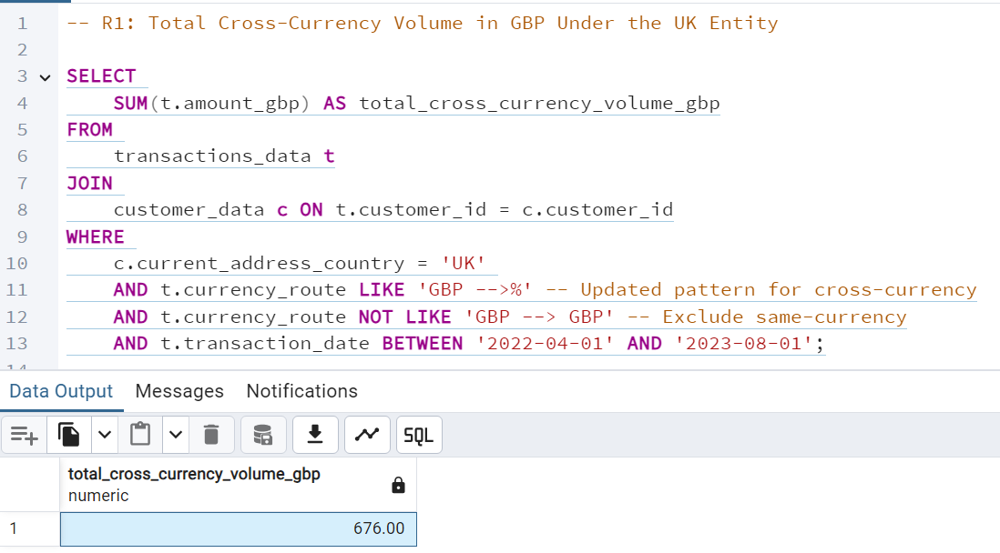 1 -- R1: Total Cross-Currency Volume in GBP Under the UK Entity
2
3 SELECT
4 SUM(t.amount_gbp) AS total_cross_currency_volume_gbp
5 FROM
6 transactions_data t
7 JOIN
8 customer_data c ON t.customer_id = c.customer_id
9 WHERE
10 c.current_address_country = 'UK'
11 AND t.currency_route LIKE 'GBP -->%' -- Updated pattern for cross-currency
12 AND t.currency_route NOT LIKE 'GBP --> GBP' -- Exclude same-currency
13 AND t.transaction_date BETWEEN '2022-04-01' AND '2023-08-01';
14
Data Output Messages Notifications
SQL
total_cross_currency_volume_gbp
numeric
1 676.00